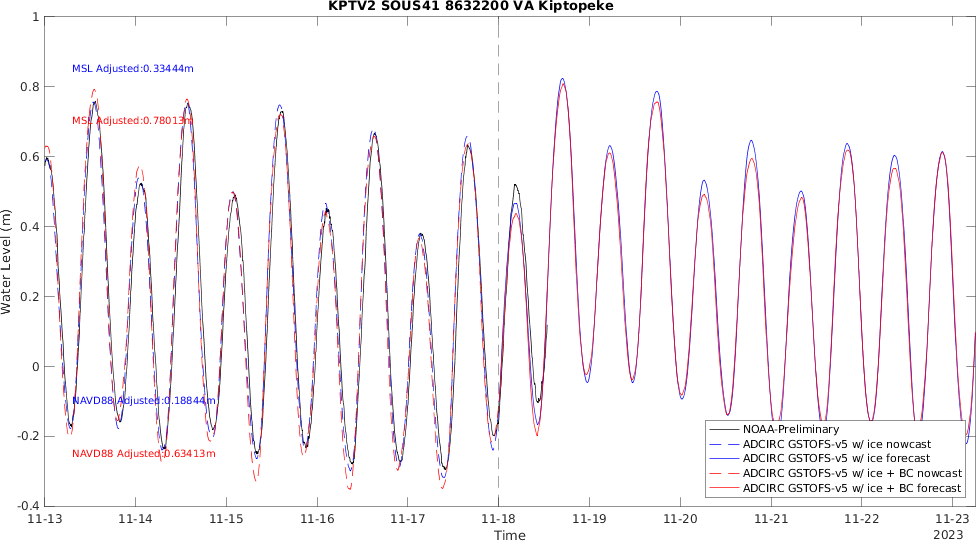 KPTV2 SOUS41 8632200 VA Kiptopeke
1
0.8
0.6
0.4
0.2
0
-0.2
-0.4
Water Level (m)
MSL Adjusted:0.33444m
MSL Adjusted:0.78013m
NAVD88 Adjusted:0.18844m
NAVD88 Adjusted:0.63413m
NOAA-Preliminary
ADCIRC GSTOFS-v5 w/ ice nowcast
ADCIRC GSTOFS-v5 w/ ice forecast
ADCIRC GSTOFS-v5 w/ ice + BC nowcast
ADCIRC GSTOFS-v5 w/ ice + BC forecast
11-13 11-14 11-15 11-16 11-17 11-18 11-19 11-20 11-21 11-22 11-23
2023
Time